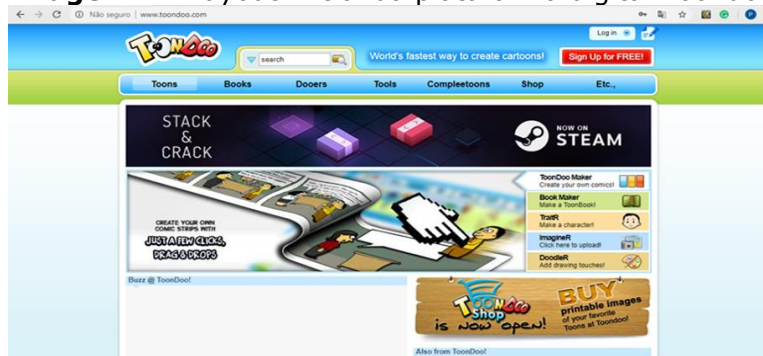 Não seguro | www.toondoo.com
TOONDOO
search
Log in
World's fastest way to create cartoons!
Sign Up for FREE!
Toons Books Dooers Tools Compleetoons Shop Etc.,
STACK
&
CRACK
NOW ON
STEAM
CREATE YOUR OWN
COMIC STRIPS WITH
JUST A FEW CLICKS,
DRAGS & DROPS
ToonDoo Maker
Create your own comics!
Book Maker
Make a ToonBook!
TraitR
Make a character!
ImagineR
Click here to upload!
DoodleR
Add drawing touches!
Buzz @ ToonDoo!
TOONDOO
Shop
is NOW open!
BUY
printable images
of your favorite
Toons at Toondoo!
Also from ToonDoo!